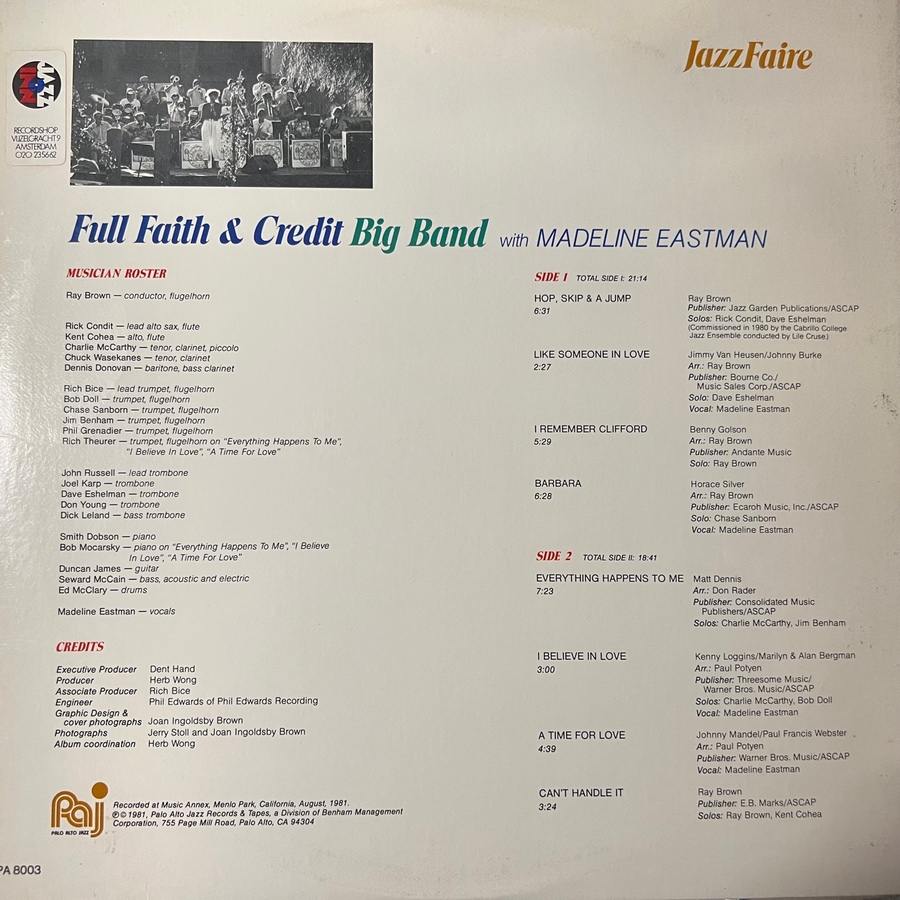 JAZZ INN
RECORDSHOP
VIJZELGRACHT 9
AMSTERDAM
020 235662
JazzFaire
Full Faith & Credit Big Band with MADELINE EASTMAN
MUSICIAN ROSTER
Ray Brown — conductor, flugelhorn
Rick Condit — lead alto sax, flute
Kent Cohea — alto, flute
Charlie McCarthy — tenor, clarinet, piccolo
Chuck Wasekanes — tenor, clarinet
Dennis Donovan — baritone, bass clarinet
Rich Bice — lead trumpet, flugelhorn
Bob Doll — trumpet, flugelhorn
Chase Sanborn — trumpet, flugelhorn
Jim Benham — trumpet, flugelhorn
Phil Grenadier — trumpet, flugelhorn
Rich Theurer — trumpet, flugelhorn on "Everything Happens To Me",
"I Believe In Love", "A Time For Love"
John Russell — lead trombone
Joel Karp — trombone
Dave Eshelman — trombone
Don Young — trombone
Dick Leland — bass trombone
Smith Dobson — piano
Bob Mocarsky — piano on "Everything Happens To Me", "I Believe
In Love", "A Time For Love"
Duncan James — guitar
Seward McCain — bass, acoustic and electric
Ed McClary — drums
Madeline Eastman — vocals
CREDITS
Executive Producer Dent Hand
Producer Herb Wong
Associate Producer Rich Bice
Engineer Phil Edwards of Phil Edwards Recording
Graphic Design &
cover photographs Joan Ingoldsby Brown
Photographs Jerry Stoll and Joan Ingoldsby Brown
Album coordination Herb Wong
Paj
PALO ALTO JAZZ
Recorded at Music Annex, Menlo Park, California, August, 1981.
℗©1981, Palo Alto Jazz Records & Tapes, a Division of Benham Management
Corporation, 755 Page Mill Road, Palo Alto, CA 94304
PA 8003
SIDE 1 TOTAL SIDE I: 21:14
HOP, SKIP & A JUMP Ray Brown
6:31 Publisher: Jazz Garden Publications/ASCAP
Solos: Rick Condit, Dave Eshelman
(Commissioned in 1980 by the Cabrillo College
Jazz Ensemble conducted by Lile Cruse.)
LIKE SOMEONE IN LOVE Jimmy Van Heusen/Johnny Burke
2:27 Arr.: Ray Brown
Publisher: Bourne Co./
Music Sales Corp./ASCAP
Solo: Dave Eshelman
Vocal: Madeline Eastman
I REMEMBER CLIFFORD Benny Golson
5:29 Arr.: Ray Brown
Publisher: Andante Music
Solo: Ray Brown
BARBARA Horace Silver
6:28 Arr.: Ray Brown
Publisher: Ecaroh Music, Inc./ASCAP
Solo: Chase Sanborn
Vocal: Madeline Eastman
SIDE 2 TOTAL SIDE II: 18:41
EVERYTHING HAPPENS TO ME Matt Dennis
7:23 Arr.: Don Rader
Publisher: Consolidated Music
Publishers/ASCAP
Solos: Charlie McCarthy, Jim Benham
I BELIEVE IN LOVE Kenny Loggins/Marilyn & Alan Bergman
3:00 Arr.: Paul Potyen
Publisher: Threesome Music/
Warner Bros. Music/ASCAP
Solos: Charlie McCarthy, Bob Doll
Vocal: Madeline Eastman
A TIME FOR LOVE Johnny Mandel/Paul Francis Webster
4:39 Arr.: Paul Potyen
Publisher: Warner Bros. Music/ASCAP
Vocal: Madeline Eastman
CAN'T HANDLE IT Ray Brown
3:24 Publisher: E.B. Marks/ASCAP
Solos: Ray Brown, Kent Cohea